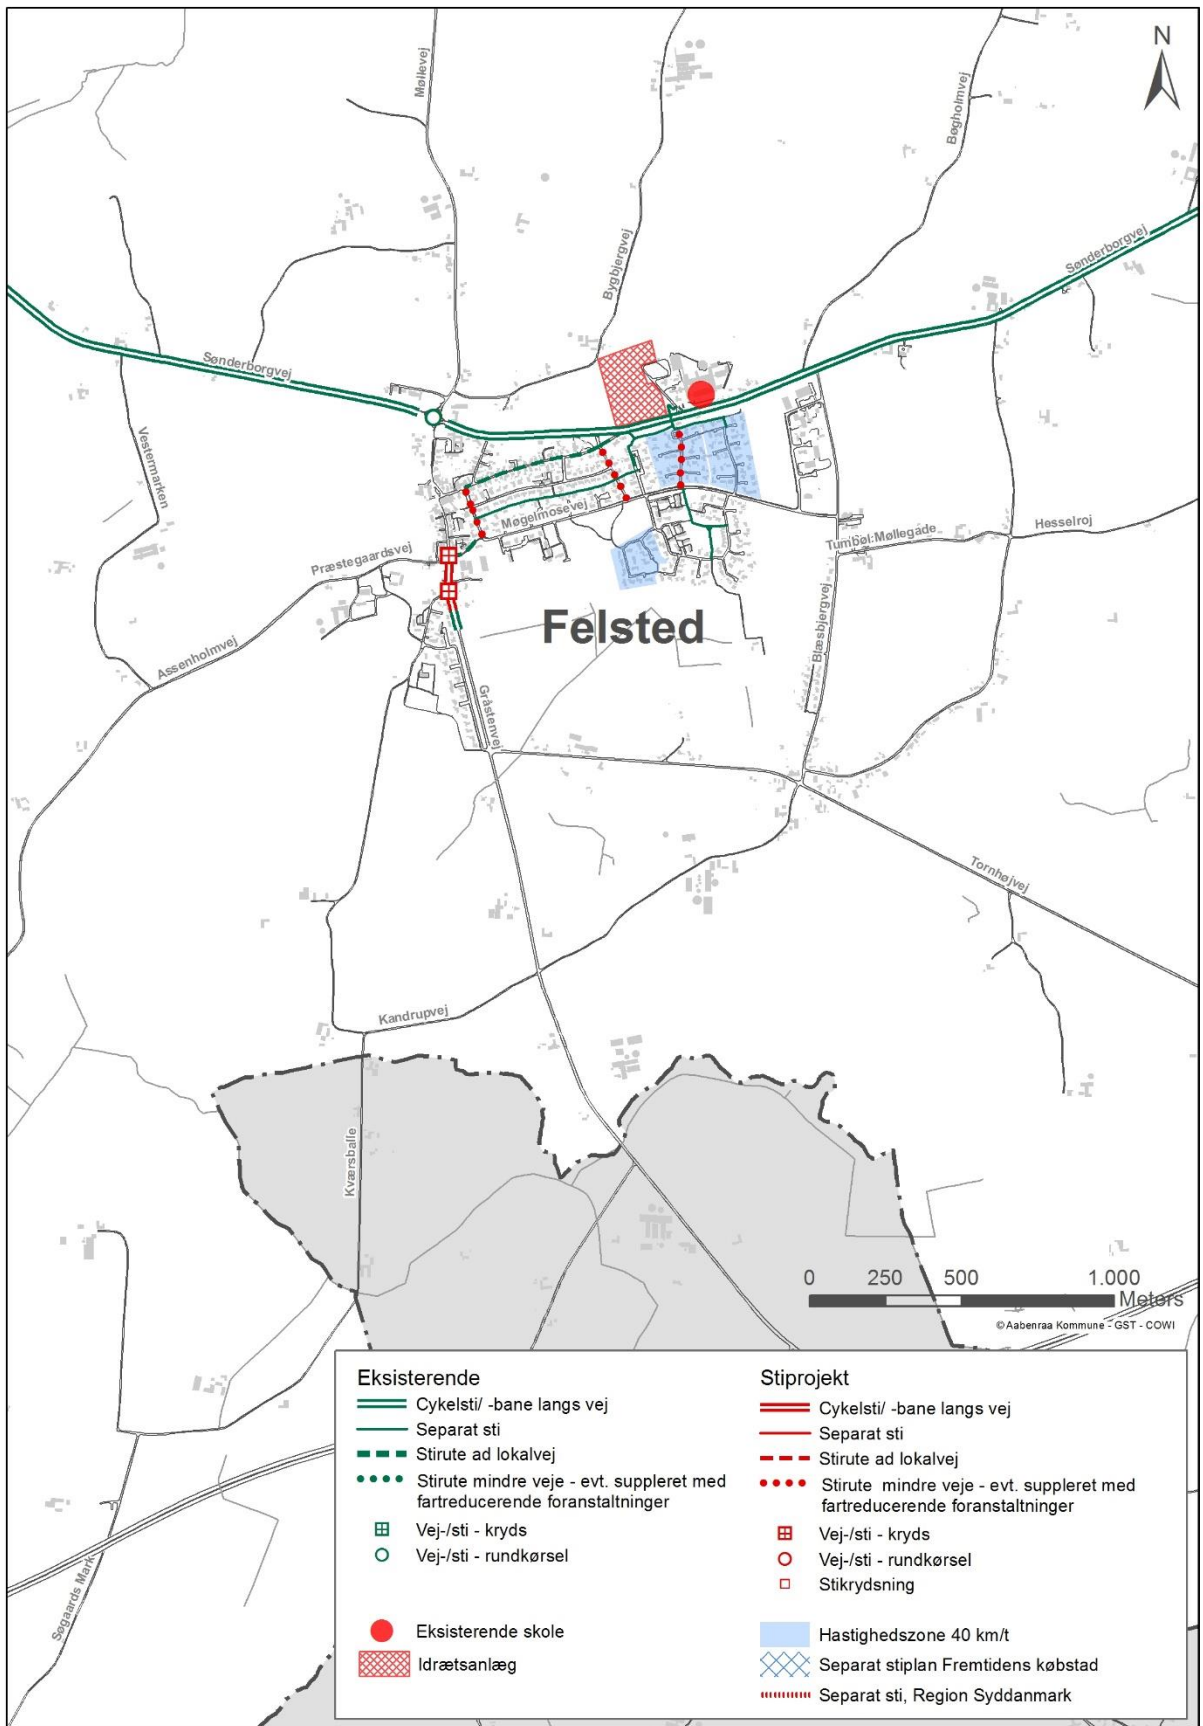 N
Møllevej
Bøgholmvej
Bygbjergvej
Sønderborgvej
Sønderborgvej
Vestermarken
Møgelmosevej
Præstegaardsvej
Tumbøl Møllegade
Hesselroj
Felsted
Blæsbjergvej
Assenholmvej
Gråstenvej
Tornhøjvej
Kandrupvej
Kværsballe
0 250 500 1.000
Meters
©Aabenraa Kommune - GST - COWI
Søgaards Mark
Eksisterende
Cykelsti/ -bane langs vej
Separat sti
Stirute ad lokalvej
Stirute mindre veje - evt. suppleret med
fartreducerende foranstaltninger
Vej-/sti - kryds
Vej-/sti - rundkørsel
Eksisterende skole
Idrætsanlæg
Stiprojekt
Cykelsti/ -bane langs vej
Separat sti
Stirute ad lokalvej
Stirute mindre veje - evt. suppleret med
fartreducerende foranstaltninger
Vej-/sti - kryds
Vej-/sti - rundkørsel
Stikrydsning
Hastighedszone 40 km/t
Separat stiplan Fremtidens købstad
Separat sti, Region Syddanmark